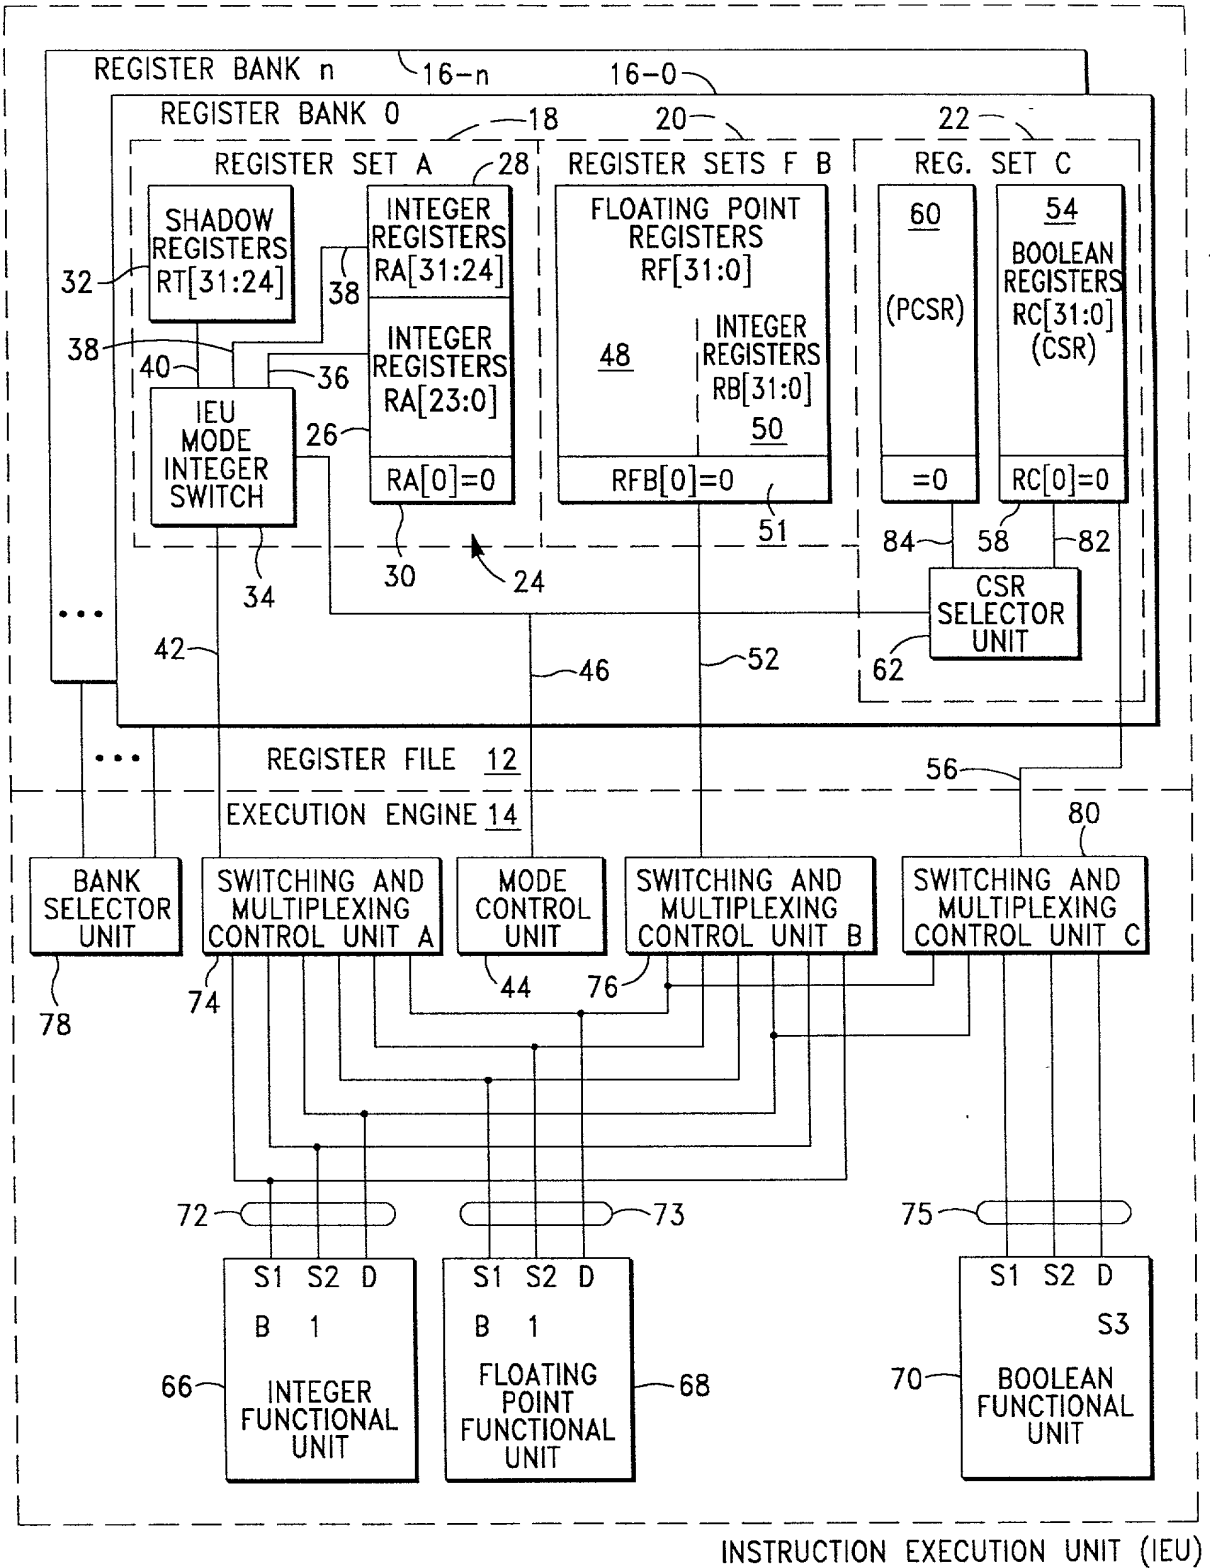 REGISTER BANK n
16-n
16-0
REGISTER BANK 0
18
20
22
REGISTER SET A
28
REGISTER SETS F B
REG. SET C
SHADOW
REGISTERS
RT[31:24]
32
INTEGER
REGISTERS
RA[31:24]
38
38
40
36
INTEGER
REGISTERS
RA[23:0]
26
IEU
MODE
INTEGER
SWITCH
RA[0]=0
34
30
24
FLOATING POINT
REGISTERS
RF[31:0]
48
INTEGER
REGISTERS
RB[31:0]
50
RFB[0]=0
51
60
(PCSR)
=0
54
BOOLEAN
REGISTERS
RC[31:0]
(CSR)
RC[0]=0
84
58
82
CSR
SELECTOR
UNIT
62
...
42
46
52
...
REGISTER FILE 12
56
EXECUTION ENGINE 14
80
BANK
SELECTOR
UNIT
78
SWITCHING AND
MULTIPLEXING
CONTROL UNIT A
74
MODE
CONTROL
UNIT
44
SWITCHING AND
MULTIPLEXING
CONTROL UNIT B
76
SWITCHING AND
MULTIPLEXING
CONTROL UNIT C
72
73
75
S1 S2 D
B 1
INTEGER
FUNCTIONAL
UNIT
66
S1 S2 D
B 1
FLOATING
POINT
FUNCTIONAL
UNIT
68
S1 S2 D
S3
BOOLEAN
FUNCTIONAL
UNIT
70
INSTRUCTION EXECUTION UNIT (IEU)